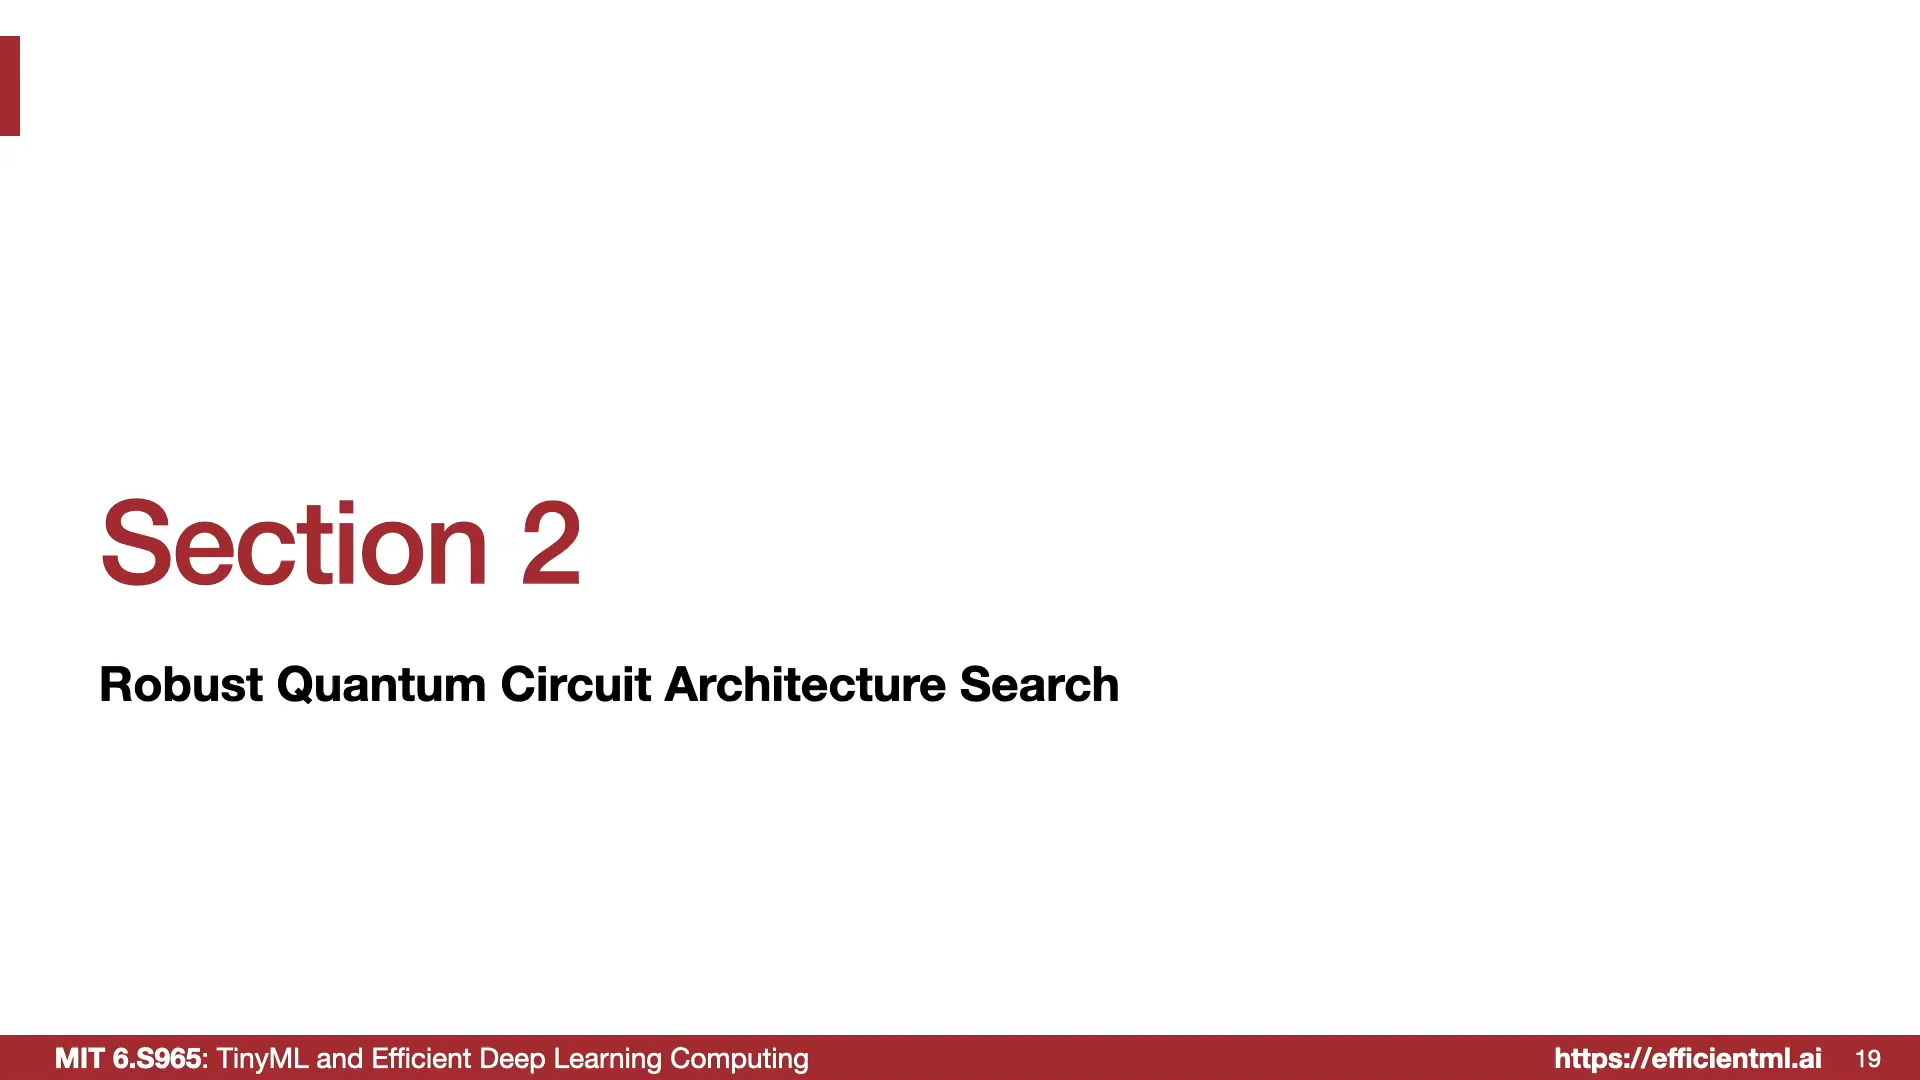 Section 2
Robust Quantum Circuit Architecture Search
MIT 6.S965: TinyML and Efficient Deep Learning Computing
https://efficientml.ai 19